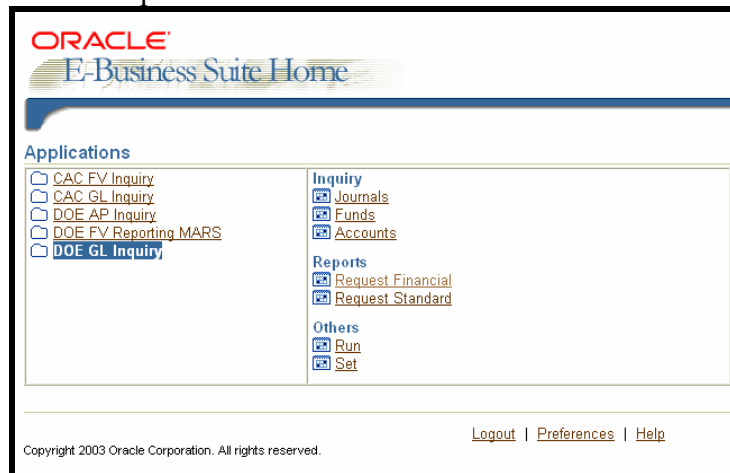 ORACLE
E-Business Suite Home
Applications
CAC FV Inquiry
CAC GL Inquiry
DOE AP Inquiry
DOE FV Reporting MARS
DOE GL Inquiry
Inquiry
Journals
Funds
Accounts
Reports
Request Financial
Request Standard
Others
Run
Set
Logout | Preferences | Help
Copyright 2003 Oracle Corporation. All rights reserved.